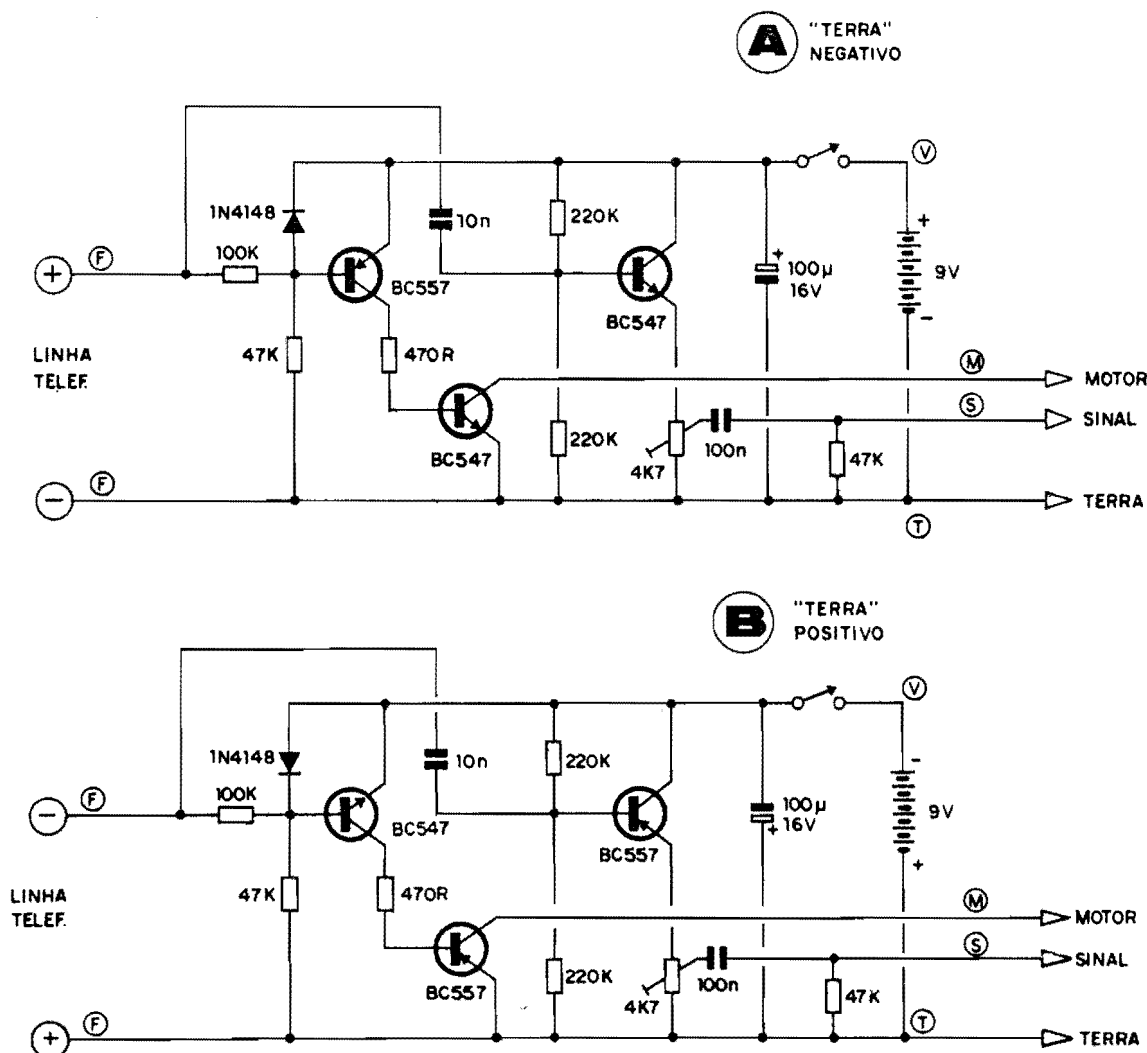 A
"TERRA"
NEGATIVO
V
1N4148
10n
220K
+
+
F
100K
BC557
100µ
16V
9V
BC547
-
LINHA
TELEF.
47K
470R
M
MOTOR
S
SINAL
BC547
220K
4K7
100n
47K
-
F
TERRA
T
B
"TERRA"
POSITIVO
V
1N4148
10n
220K
-
-
F
100K
BC547
100µ
16V
+
9V
BC557
+
LINHA
TELEF.
47K
470R
M
MOTOR
S
SINAL
BC557
220K
4K7
100n
47K
+
F
T
TERRA